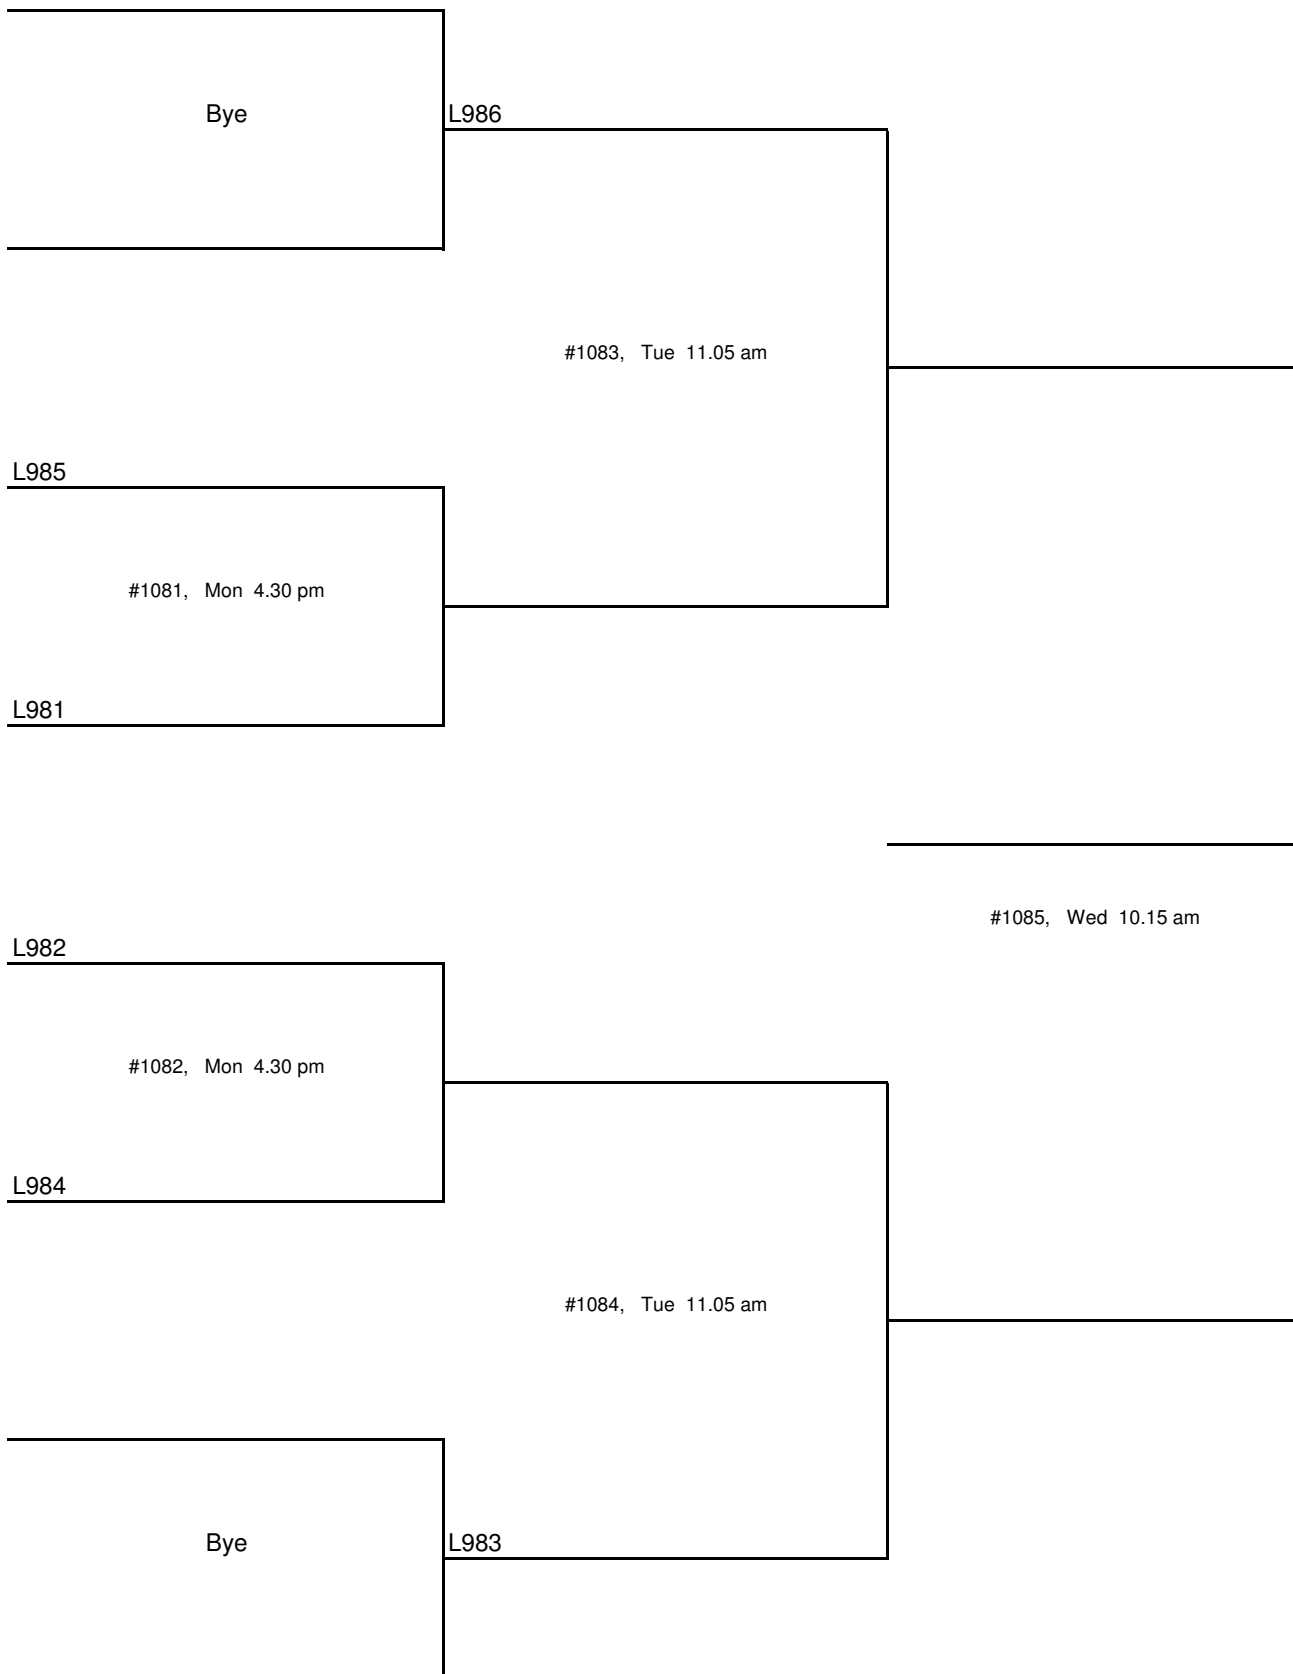 Bye
L986
#1083, Tue 11.05 am
L985
#1081, Mon 4.30 pm
L981
#1085, Wed 10.15 am
L982
#1082, Mon 4.30 pm
L984
#1084, Tue 11.05 am
Bye
L983